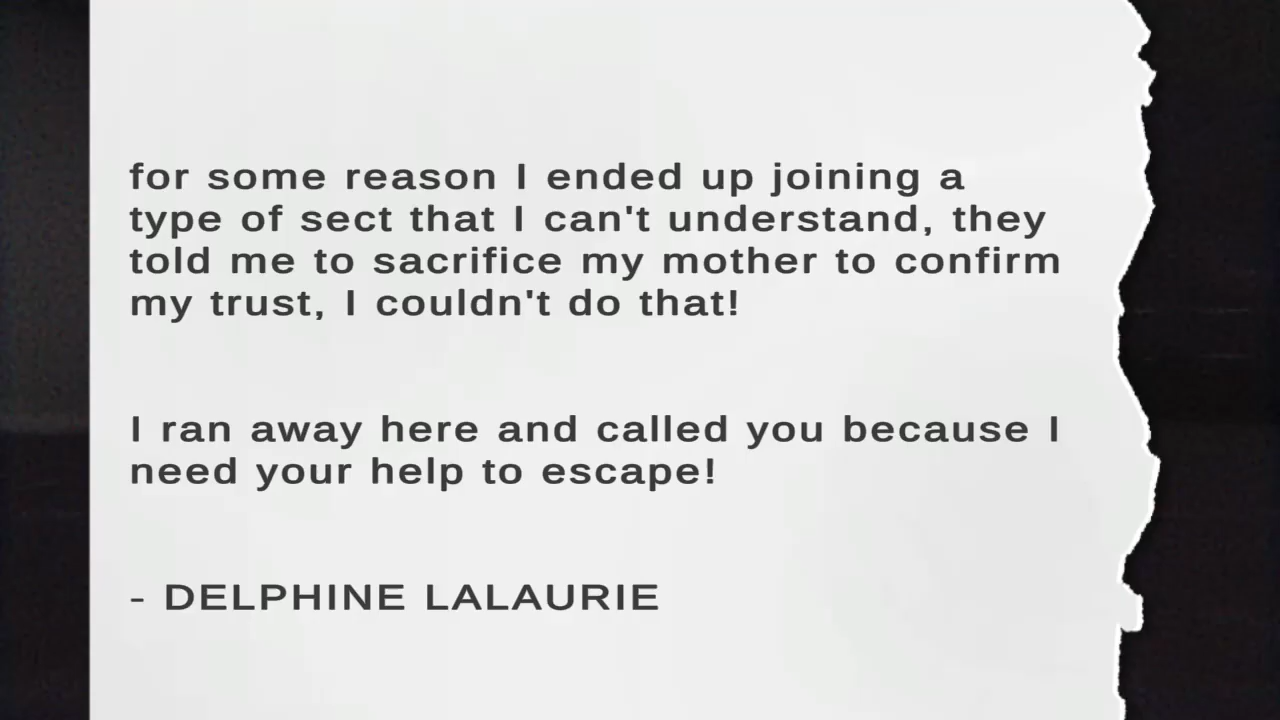 for some reason I ended up joining a
type of sect that I can't understand, they
told me to sacrifice my mother to confirm
my trust, I couldn't do that!
I ran away here and called you because I
need your help to escape!
- DELPHINE LALAURIE